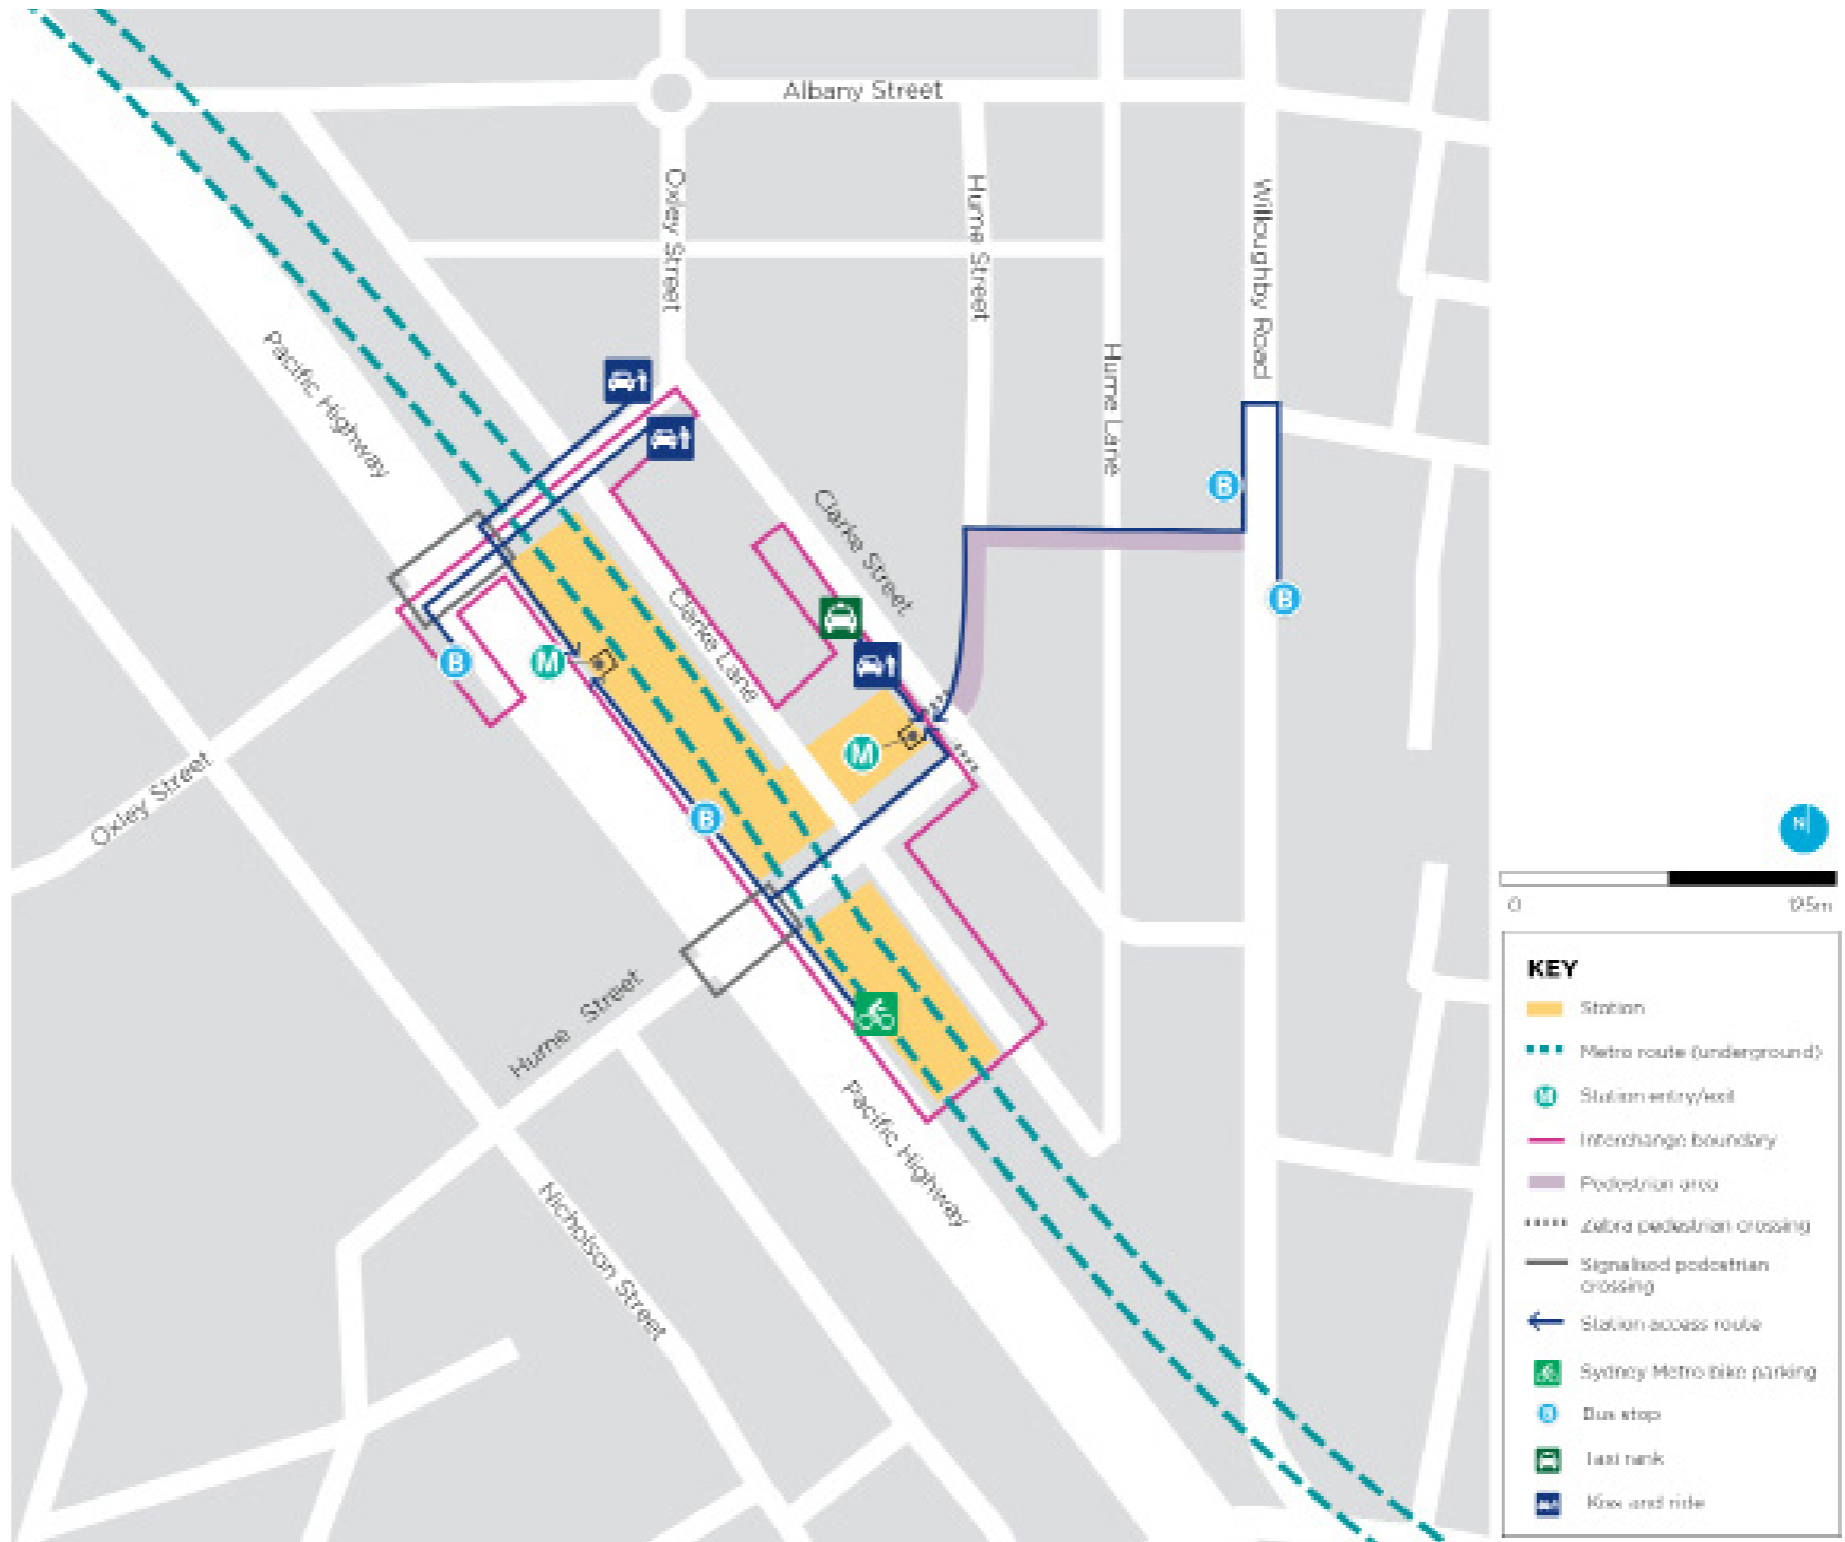 Albany Street
Oxley Street
Hume Street
Willoughby Road
Pacific Highway
Hume Lane
B
Clarke Street
B
Clarke Lane
B
M
M
Oxley Street
B
N
0
195m
Hume Street
Pacific Highway
Nicholson Street
KEY
Station
Metro route (underground)
M
Station entry/exit
Interchange boundary
Pedestrian area
Zebra pedestrian crossing
Signalised pedestrian
crossing
Station access route
Sydney Metro bike parking
B
Bus stop
Taxi rank
Kiss and ride